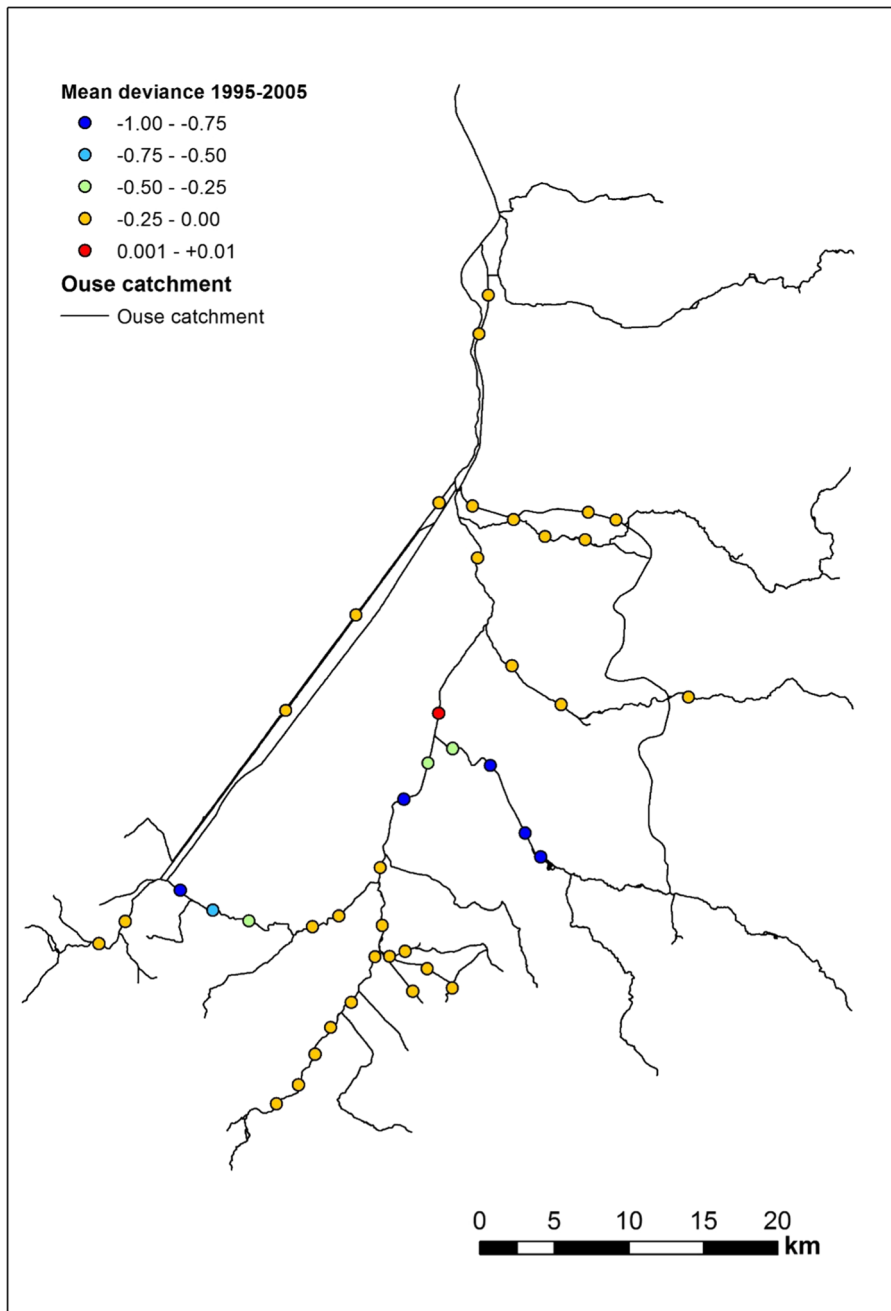 Mean deviance 1995-2005
-1.00 - -0.75
-0.75 - -0.50
-0.50 - -0.25
-0.25 - 0.00
0.001 - +0.01
Ouse catchment
Ouse catchment
0 5 10 15 20
km